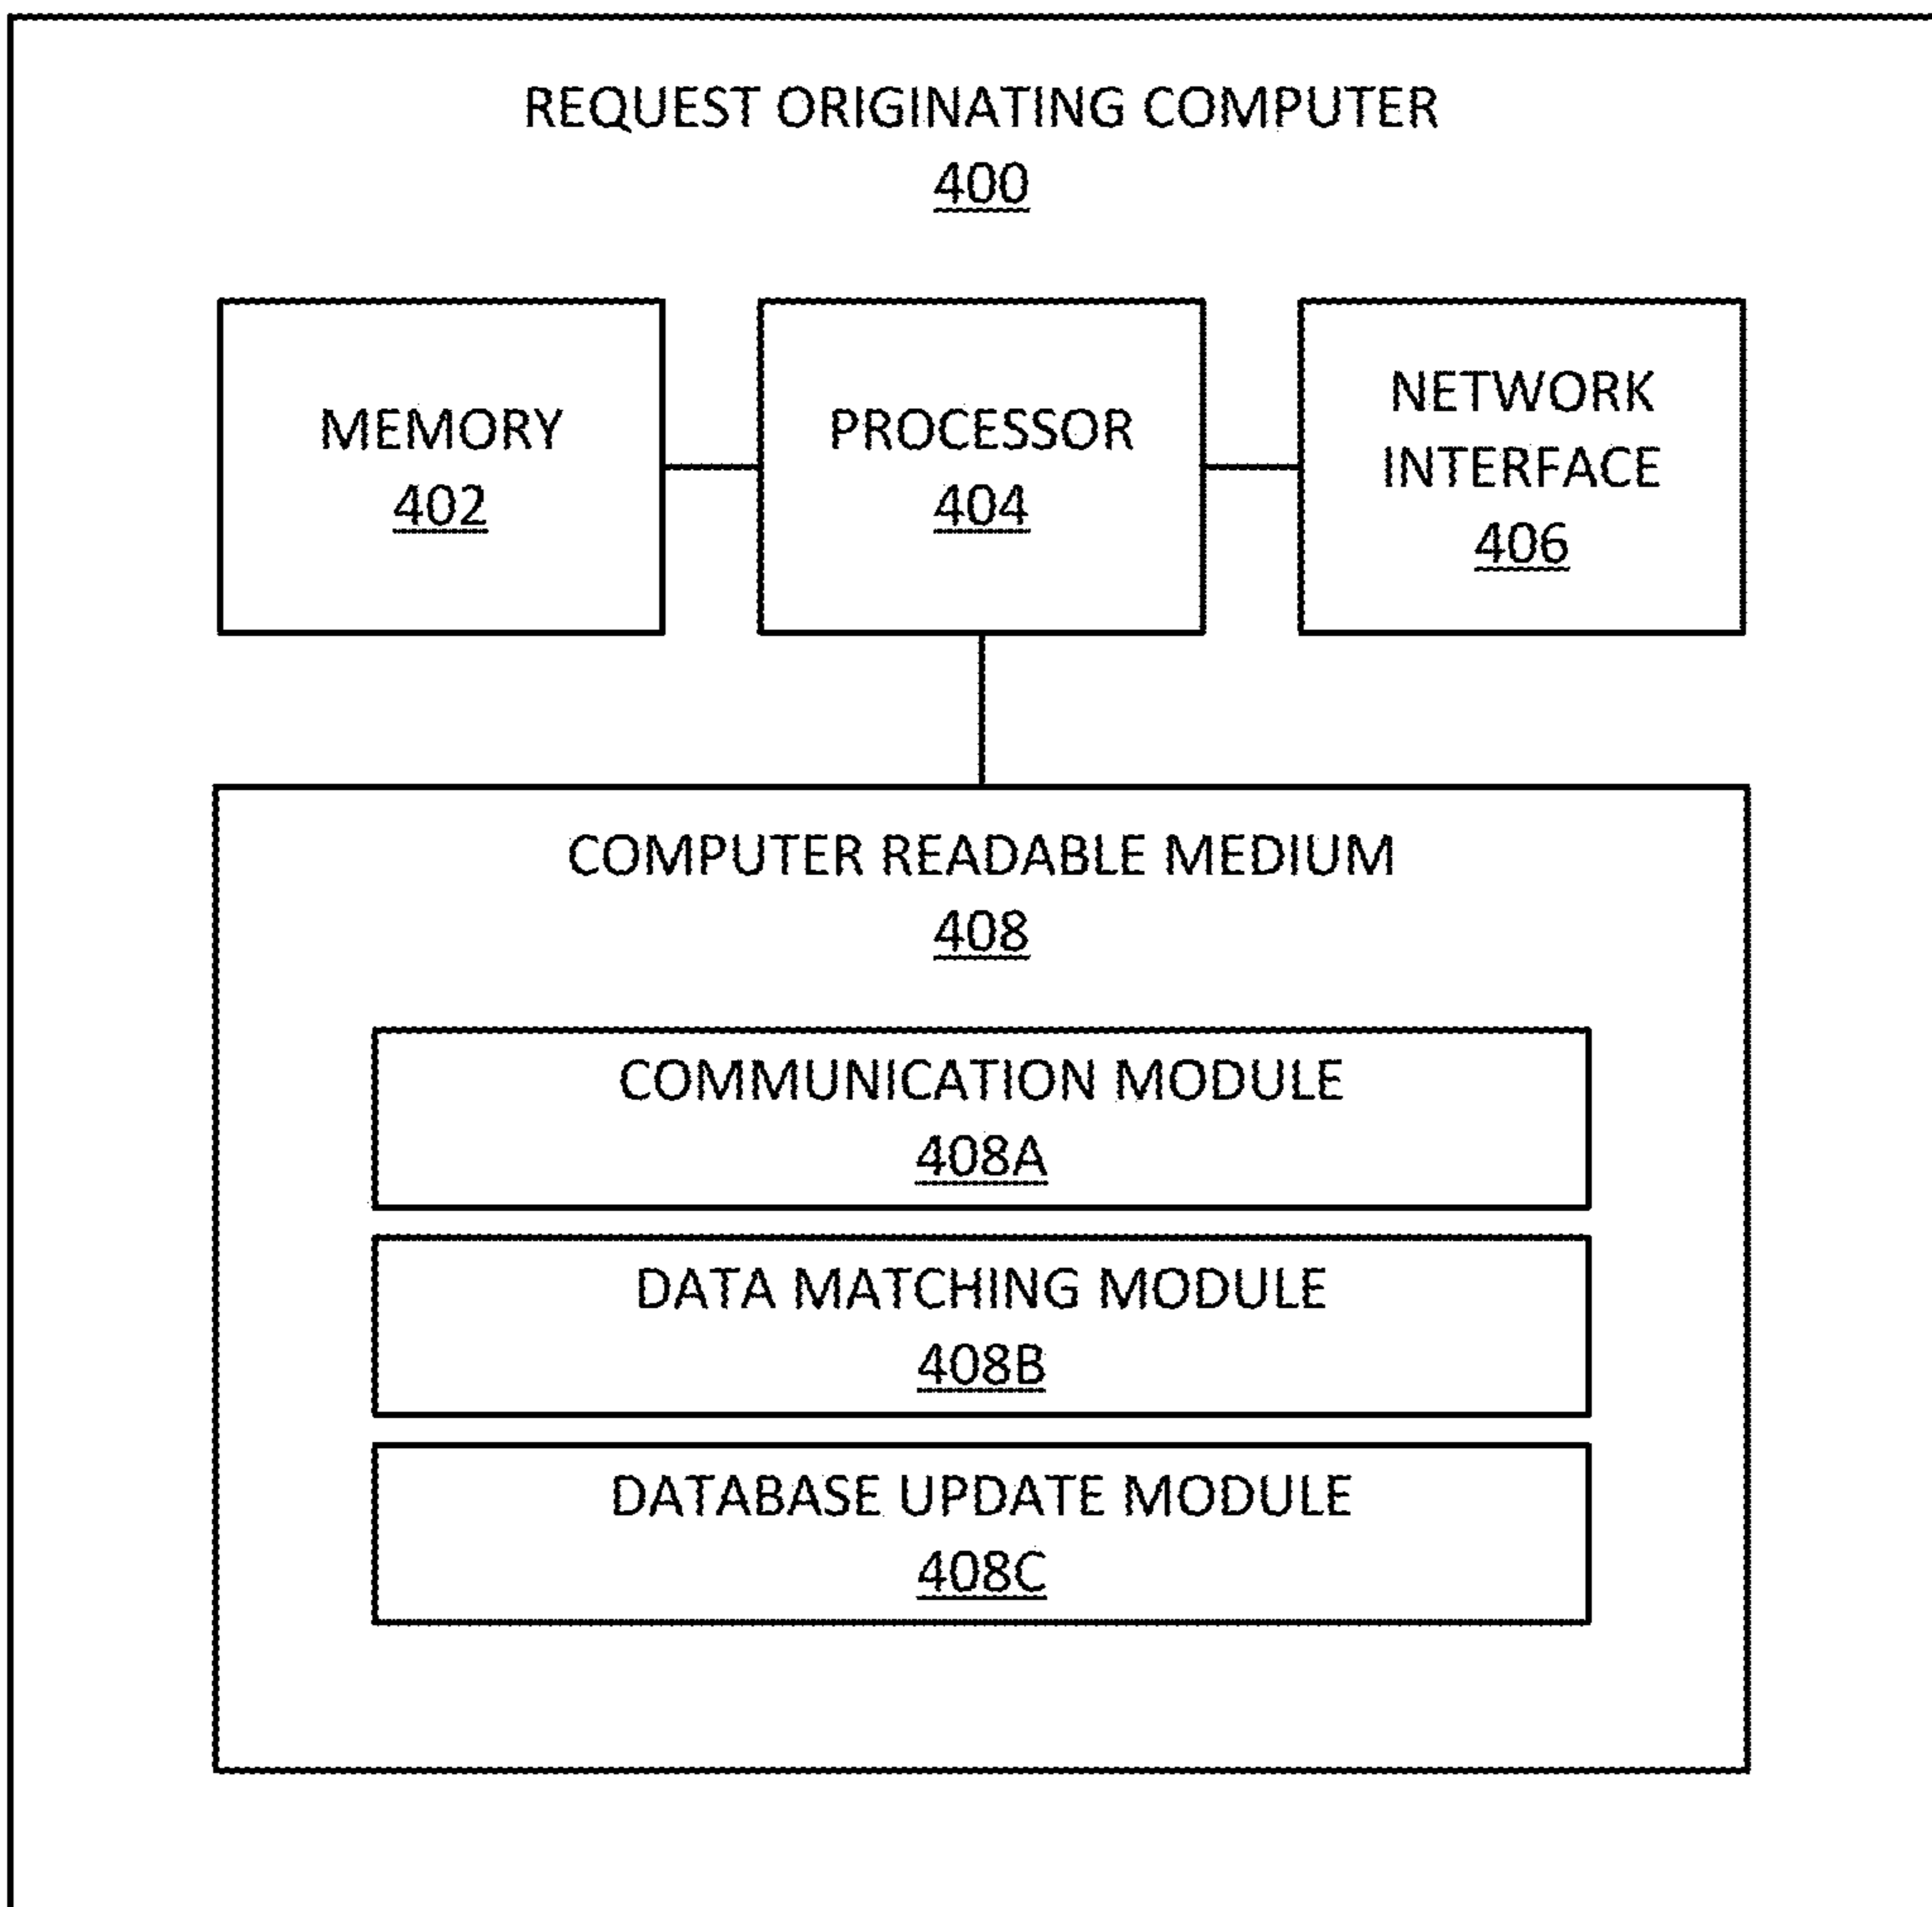 REQUEST ORIGINATING COMPUTER
400
MEMORY
402
PROCESSOR
404
NETWORK
INTERFACE
406
COMPUTER READABLE MEDIUM
408
COMMUNICATION MODULE
408A
DATA MATCHING MODULE
408B
DATABASE UPDATE MODULE
408C